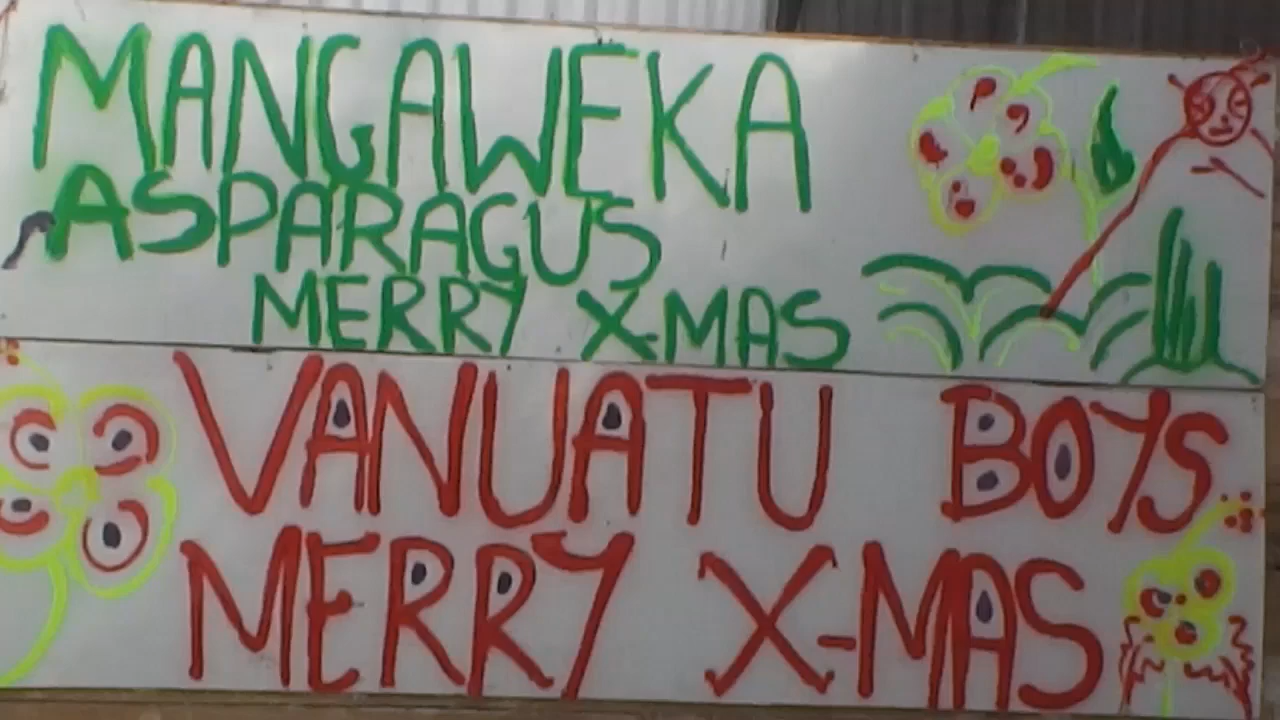 MANGAWEKA
ASPARAGUS
MERRY X-MAS
VANUATU BOYS
MERRY X-MAS